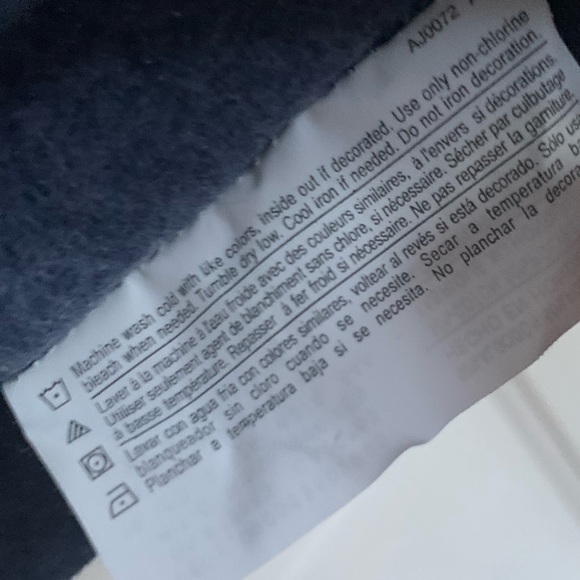 AJ0072
Machine wash cold with like colors, inside out if decorated. Use only non-chlorine
bleach when needed. Tumble dry low. Cool iron if needed. Do not iron decoration.
Laver à la machine à l'eau froide avec des couleurs similaires, à l'envers si décorations.
Utiliser seulement agent de blanchiment sans chlore, si nécessaire. Sécher par culbutage
à basse température. Repasser à fer froid si nécessaire. Ne pas repasser la garniture.
Lavar con agua fria con colores similares, voltear al revés si está decorado. Sólo
blanqueador sin cloro cuando se necesite. Secar a temperatura
Planchar a temperatura baja si se necesita. No planchar la